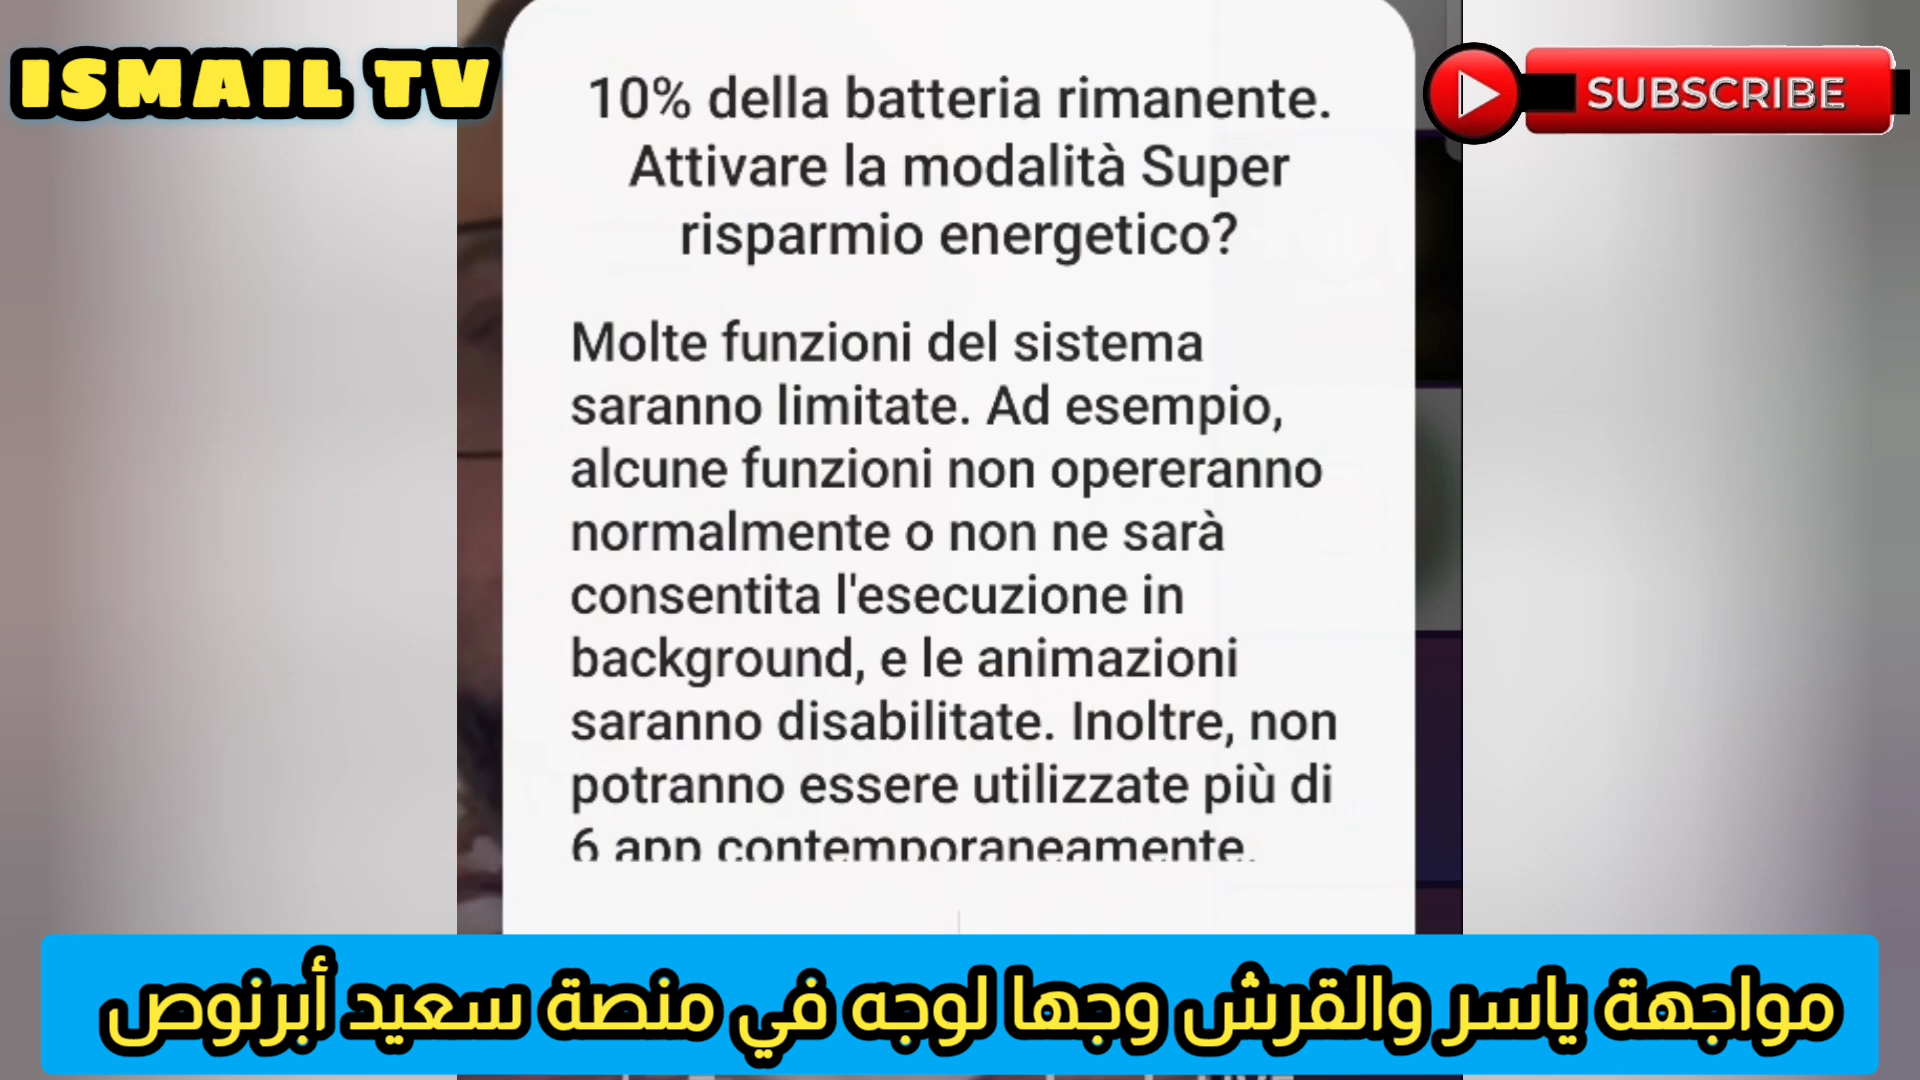 ISMAIL TV
SUBSCRIBE
10% della batteria rimanente.
Attivare la modalità Super
risparmio energetico?
Molte funzioni del sistema
saranno limitate. Ad esempio,
alcune funzioni non opereranno
normalmente o non ne sarà
consentita l'esecuzione in
background, e le animazioni
saranno disabilitate. Inoltre, non
potranno essere utilizzate più di
6 app contemporaneamente.
مواجهة ياسر والقرش وجها لوجه في منصة سعيد أبرنوص